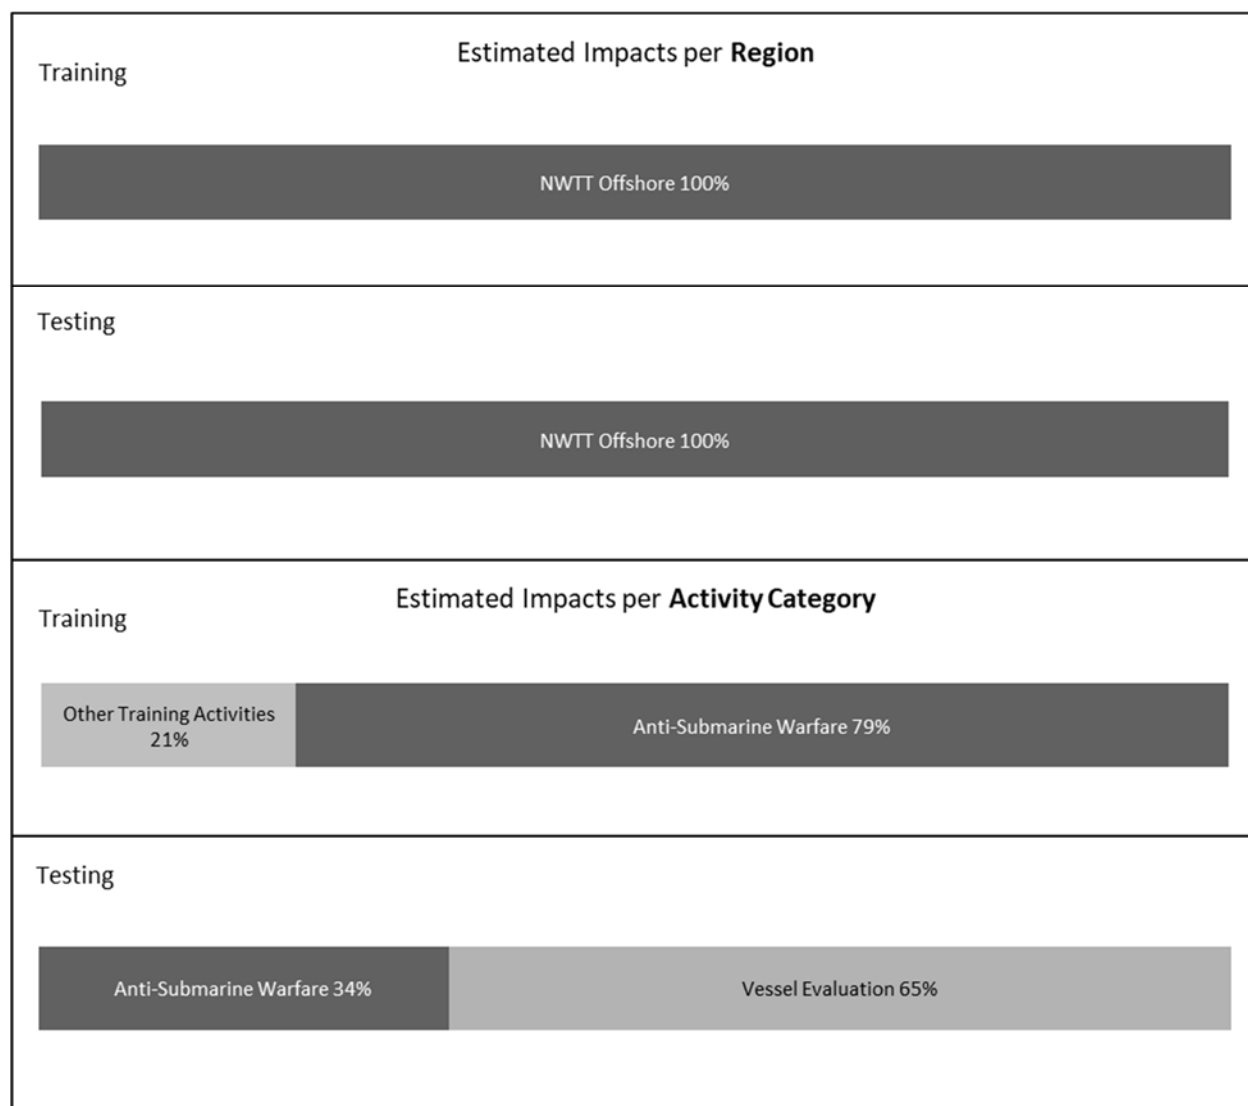 Estimated Impacts per Region
Training
NWTT Offshore 100%
Testing
NWTT Offshore 100%
Estimated Impacts per Activity Category
Training
Other Training Activities
21%
Anti-Submarine Warfare 79%
Testing
Anti-Submarine Warfare 34%
Vessel Evaluation 65%